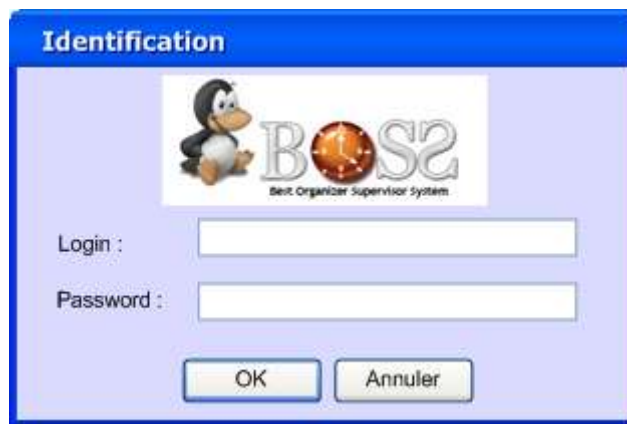 Identification
BOSS
Best Organizer Supervisor System
Login :
Password :
OK
Annuler